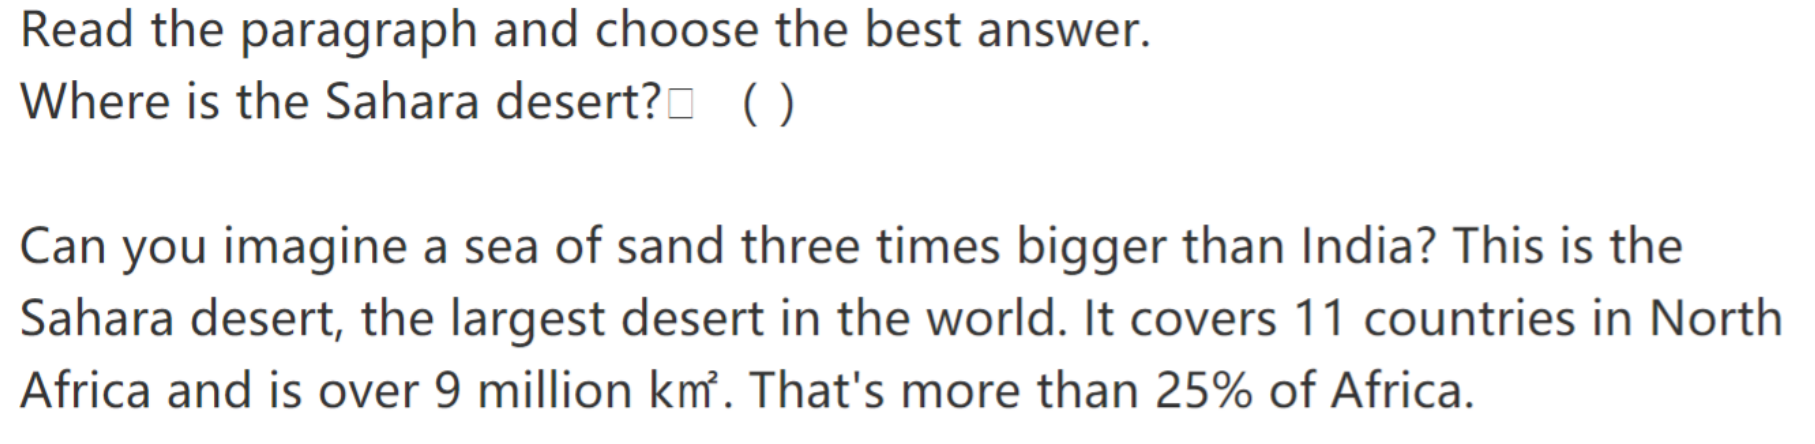 Read the paragraph and choose the best answer.
Where is the Sahara desert?□ ( )
Can you imagine a sea of sand three times bigger than India? This is the
Sahara desert, the largest desert in the world. It covers 11 countries in North
Africa and is over 9 million km². That's more than 25% of Africa.